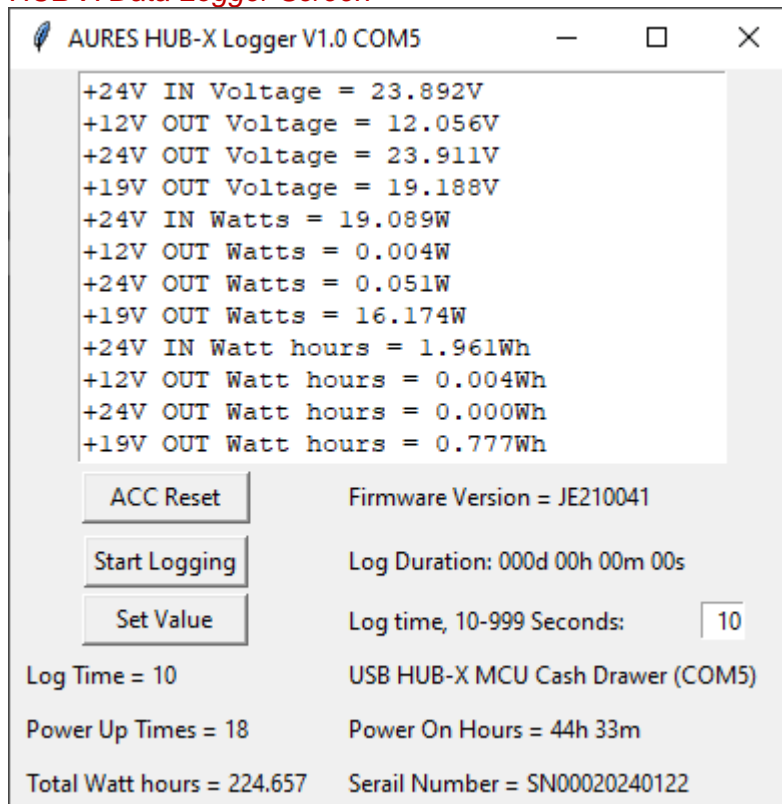 AURES HUB-X Logger V1.0 COM5
+24V IN Voltage = 23.892V
+12V OUT Voltage = 12.056V
+24V OUT Voltage = 23.911V
+19V OUT Voltage = 19.188V
+24V IN Watts = 19.089W
+12V OUT Watts = 0.004W
+24V OUT Watts = 0.051W
+19V OUT Watts = 16.174W
+24V IN Watt hours = 1.961Wh
+12V OUT Watt hours = 0.004Wh
+24V OUT Watt hours = 0.000Wh
+19V OUT Watt hours = 0.777Wh
ACC Reset Firmware Version = JE210041
Start Logging Log Duration: 000d 00h 00m 00s
Set Value Log time, 10-999 Seconds: 10
Log Time = 10 USB HUB-X MCU Cash Drawer (COM5)
Power Up Times = 18 Power On Hours = 44h 33m
Total Watt hours = 224.657 Serail Number = SN00020240122